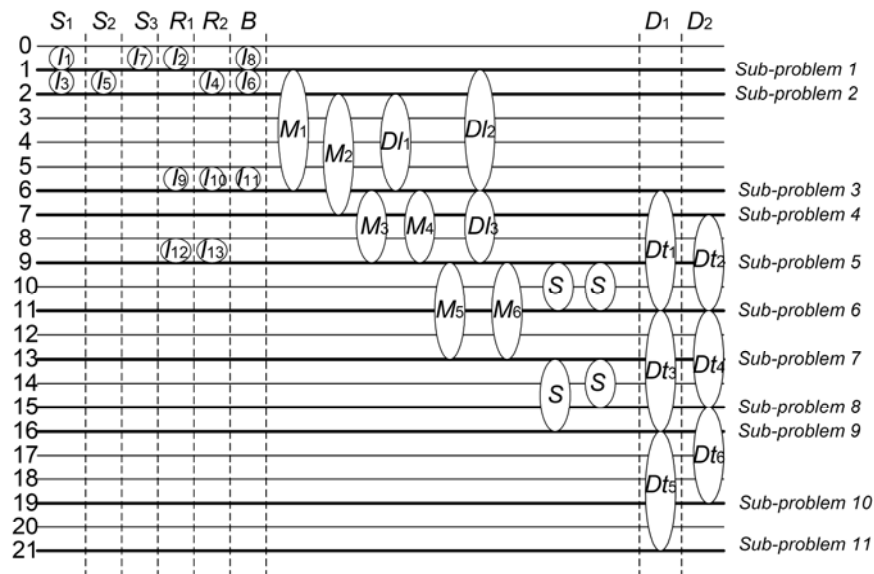 S1 S2 S3 R1 R2 B D1 D2
0
I1 I7 I2 I8
1 Sub-problem 1
I3 I5 I4 I6
2 Sub-problem 2
3
M1 Dl2
4
M2 Dl1
5
I9 I10 I11
6 Sub-problem 3
7 Sub-problem 4
M3 M4 Dl3
8
I12 I13 Dt1 Dt2
9 Sub-problem 5
10
S S
11 Sub-problem 6
M5 M6
12
13 Sub-problem 7
Dt3 Dt4
14
S S
15 Sub-problem 8
16 Sub-problem 9
17
Dt6
18
Dt5
19 Sub-problem 10
20
21 Sub-problem 11